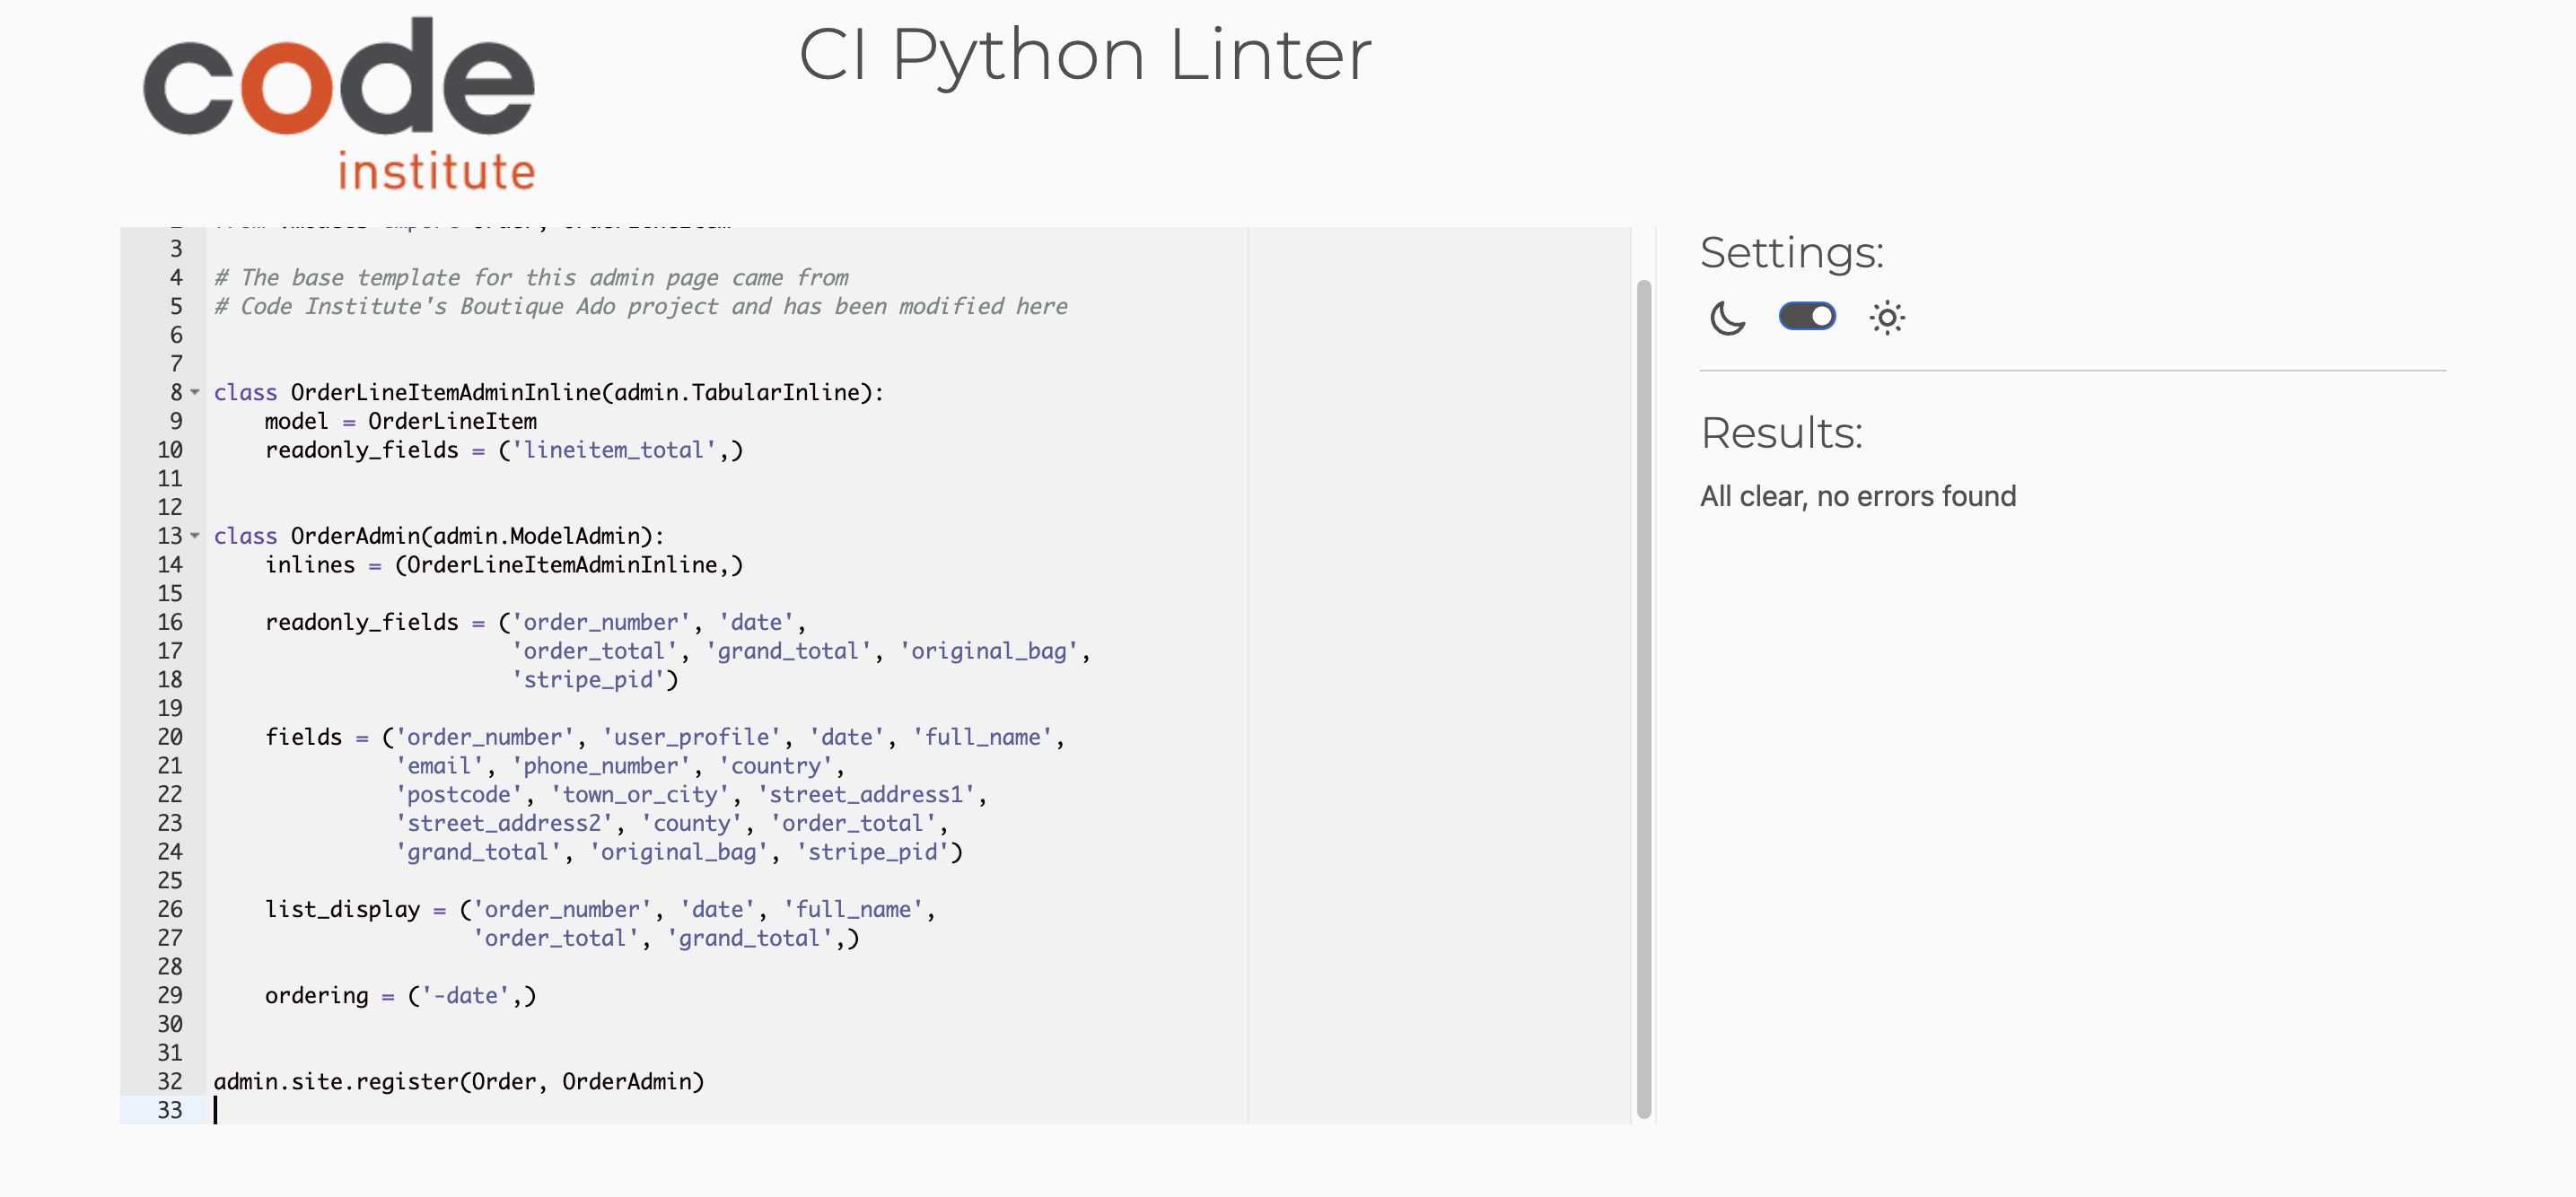 code
institute
CI Python Linter
3
4 # The base template for this admin page came from
5 # Code Institute's Boutique Ado project and has been modified here
6
7
8 class OrderLineItemAdminInline(admin.TabularInline):
9     model = OrderLineItem
10     readonly_fields = ('lineitem_total',)
11
12
13 class OrderAdmin(admin.ModelAdmin):
14     inlines = (OrderLineItemAdminInline,)
15
16     readonly_fields = ('order_number', 'date',
17                        'order_total', 'grand_total', 'original_bag',
18                        'stripe_pid')
19
20     fields = ('order_number', 'user_profile', 'date', 'full_name',
21               'email', 'phone_number', 'country',
22               'postcode', 'town_or_city', 'street_address1',
23               'street_address2', 'county', 'order_total',
24               'grand_total', 'original_bag', 'stripe_pid')
25
26     list_display = ('order_number', 'date', 'full_name',
27                     'order_total', 'grand_total',)
28
29     ordering = ('-date',)
30
31
32 admin.site.register(Order, OrderAdmin)
33
Settings:
Results:
All clear, no errors found